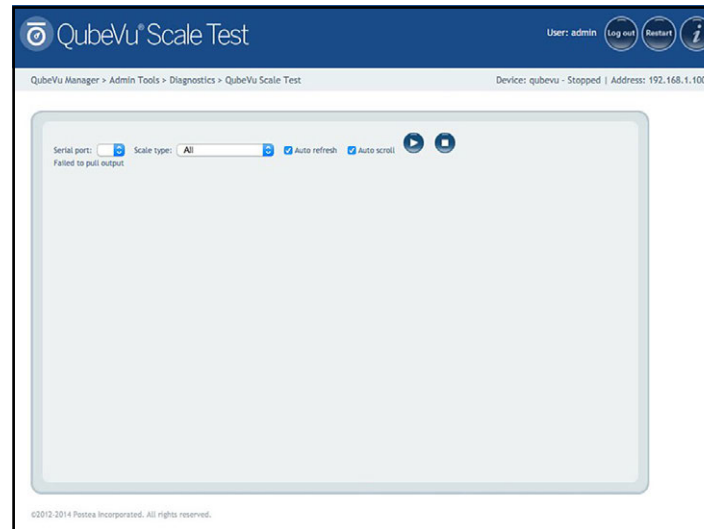 QubeVu® Scale Test
User: admin
Log out
Restart
i
QubeVu Manager > Admin Tools > Diagnostics > QubeVu Scale Test
Device: qubevu - Stopped | Address: 192.168.1.100
Serial port:
Scale type: All
Auto refresh
Auto scroll
Failed to pull output
©2012-2014 Postea Incorporated. All rights reserved.